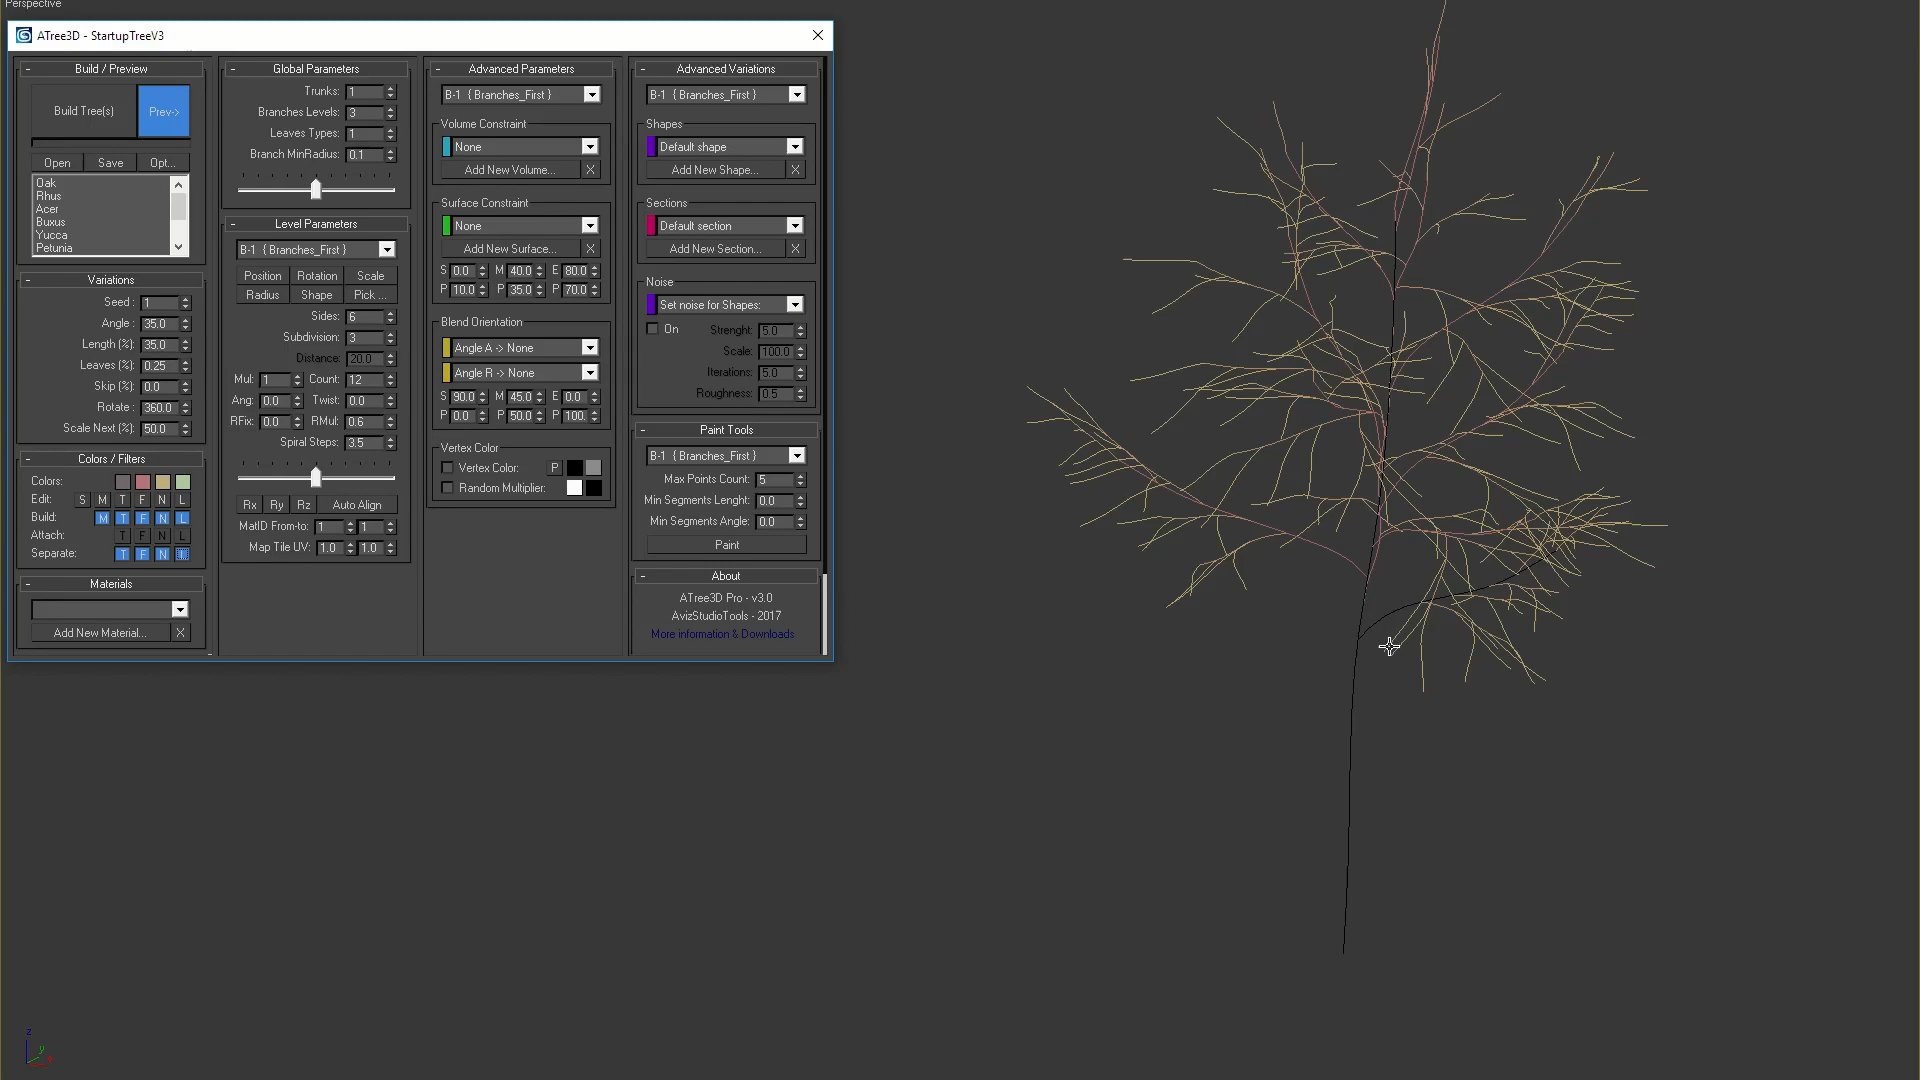 Perspective
ATree3D - StartupTreeV3
Build / Preview
Build Tree(s)
Prev->
Open Save Opt...
Oak
Rhus
Acer
Buxus
Yucca
Petunia
Variations
Seed : 1
Angle : 35.0
Length (%): 35.0
Leaves (%): 0.25
Skip (%): 0.0
Rotate : 360.0
Scale Next (%): 50.0
Colors / Filters
Colors:
Edit: S M T F N L
Build: M T F N L
Attach: T F N L
Separate: T F N
Materials
Add New Material... X
Global Parameters
Trunks: 1
Branches Levels: 3
Leaves Types: 1
Branch MinRadius: 0.1
Level Parameters
B-1 { Branches_First }
Position Rotation Scale
Radius Shape Pick ...
Sides: 6
Subdivision: 3
Distance: 20.0
Mul: 1 Count: 12
Ang: 0.0 Twist: 0.0
RFix: 0.0 RMul: 0.6
Spiral Steps: 3.5
Rx Ry Rz Auto Align
MatID From-to: 1 1
Map Tile UV: 1.0 1.0
Advanced Parameters
B-1 { Branches_First }
Volume Constraint
None
Add New Volume... X
Surface Constraint
None
Add New Surface... X
S 0.0 M 40.0 E 80.0
P 10.0 P 35.0 P 70.0
Blend Orientation
Angle A -> None
Angle R -> None
S 90.0 M 45.0 E 0.0
P 0.0 P 50.0 P 100.
Vertex Color
Vertex Color: P
Random Multiplier:
Advanced Variations
B-1 { Branches_First }
Shapes
Default shape
Add New Shape... X
Sections
Default section
Add New Section... X
Noise
Set noise for Shapes:
On Strenght: 5.0
Scale: 100.0
Iterations: 5.0
Roughness: 0.5
Paint Tools
B-1 { Branches_First }
Max Points Count: 5
Min Segments Lenght: 0.0
Min Segments Angle: 0.0
Paint
About
ATree3D Pro - v3.0
AvizStudioTools - 2017
More information & Downloads
z
y